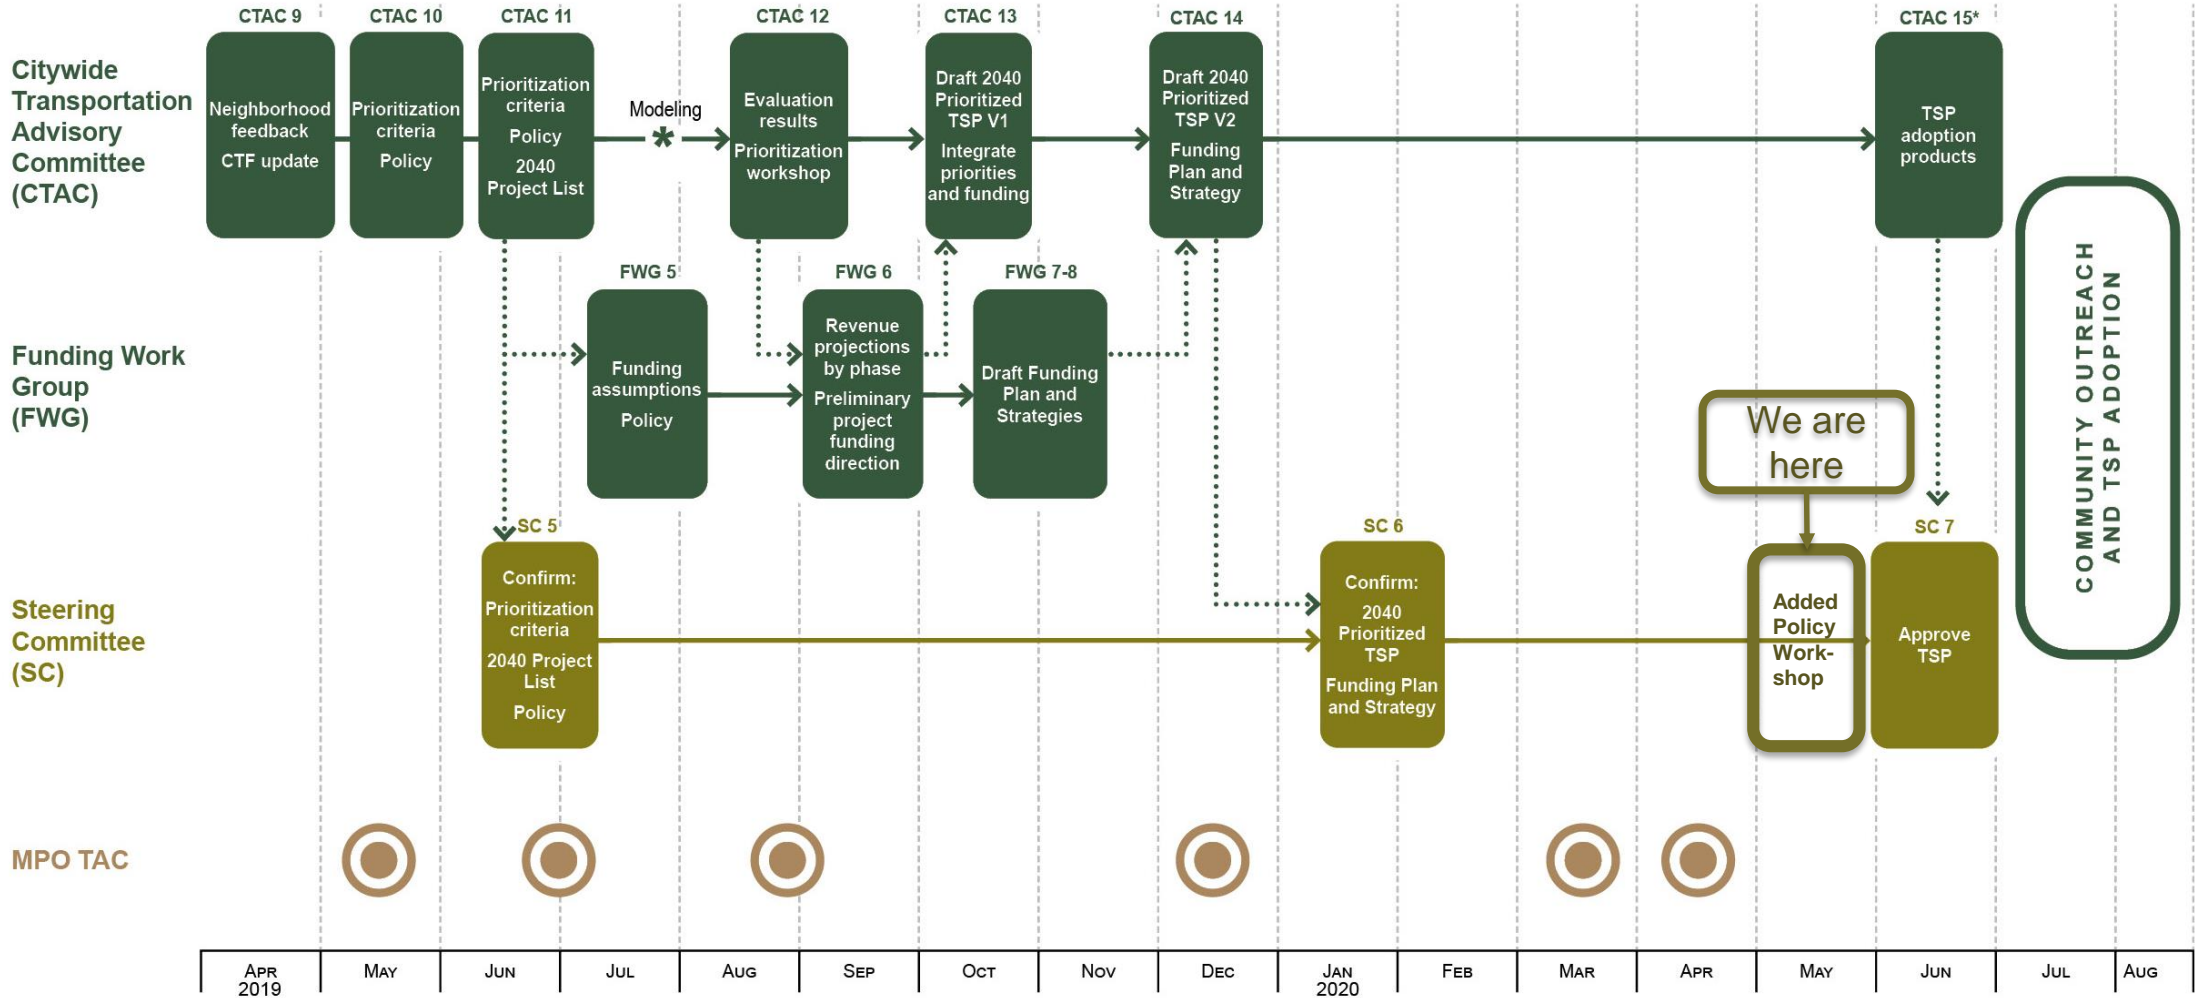 CTAC 9
CTAC 10
CTAC 11
CTAC 12
CTAC 13
CTAC 14
CTAC 15*
Citywide
Transportation
Advisory
Committee
(CTAC)
Neighborhood
feedback
CTF update
Prioritization
criteria
Policy
Prioritization
criteria
Policy
2040
Project List
Modeling
*
Evaluation
results
Prioritization
workshop
Draft 2040
Prioritized
TSP V1
Integrate
priorities
and funding
Draft 2040
Prioritized
TSP V2
Funding
Plan and
Strategy
TSP
adoption
products
COMMUNITY OUTREACH
AND TSP ADOPTION
FWG 5
FWG 6
FWG 7-8
Funding Work
Group
(FWG)
Funding
assumptions
Policy
Revenue
projections
by phase
Preliminary
project
funding
direction
Draft Funding
Plan and
Strategies
We are
here
SC 5
SC 6
SC 7
Steering
Committee
(SC)
Confirm:
Prioritization
criteria
2040 Project
List
Policy
Confirm:
2040
Prioritized
TSP
Funding Plan
and Strategy
Added
Policy
Work-
shop
Approve
TSP
MPO TAC
APR
2019
MAY
JUN
JUL
AUG
SEP
OCT
NOV
DEC
JAN
2020
FEB
MAR
APR
MAY
JUN
JUL
AUG